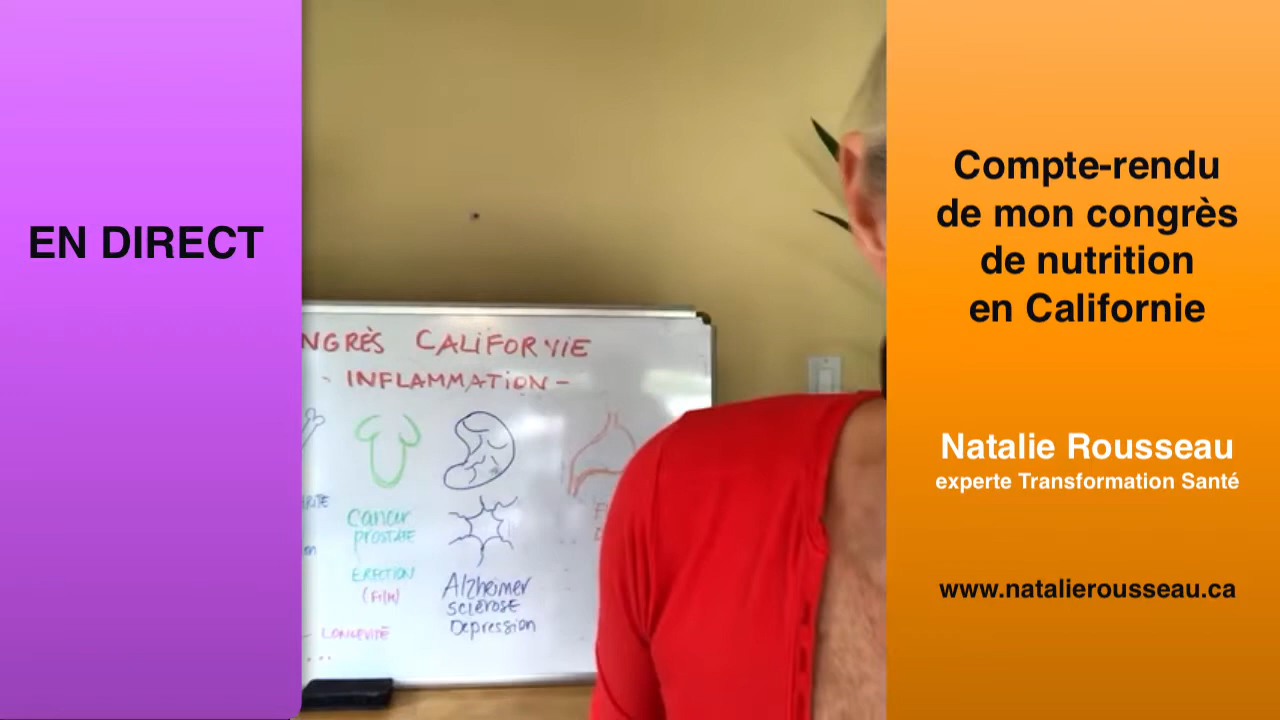 EN DIRECT
NGRÈS CALIFORNIE
- INFLAMMATION -
RITE
cancer
prostate
ERECTION
(F/H)
Alzheimer
sclérose
Depression
- LONGEVITÉ
...
Compte-rendu
de mon congrès
de nutrition
en Californie
Natalie Rousseau
experte Transformation Santé
www.natalierousseau.ca